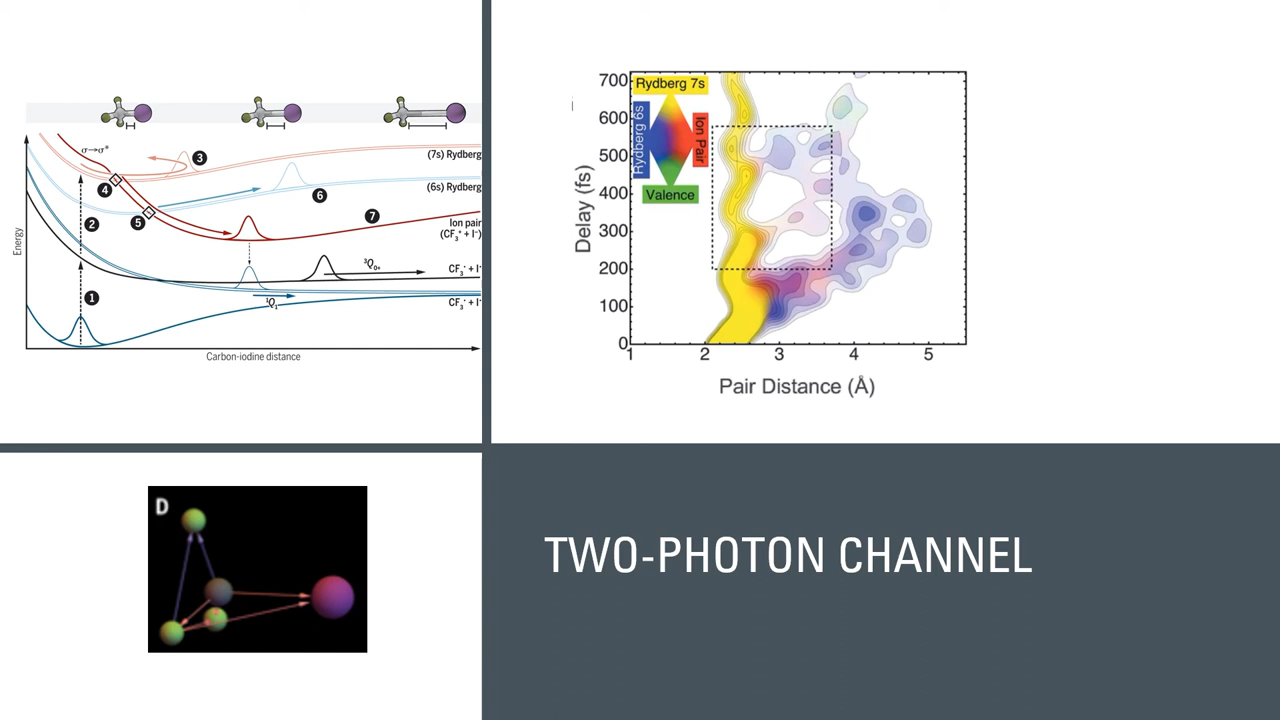 σ→σ*
3
(7s) Rydberg
4
(6s) Rydberg
2
5
6
7
Ion pair
(CF₃⁺ + I⁻)
Energy
³Q₀₊
CF₃· + I·
1
¹Q₁
CF₃· + I·
Carbon-iodine distance
700
600
500
400
300
200
100
0
Delay (fs)
Rydberg 7s
Rydberg 6s
Ion Pair
Valence
1 2 3 4 5
Pair Distance (Å)
D
TWO-PHOTON CHANNEL